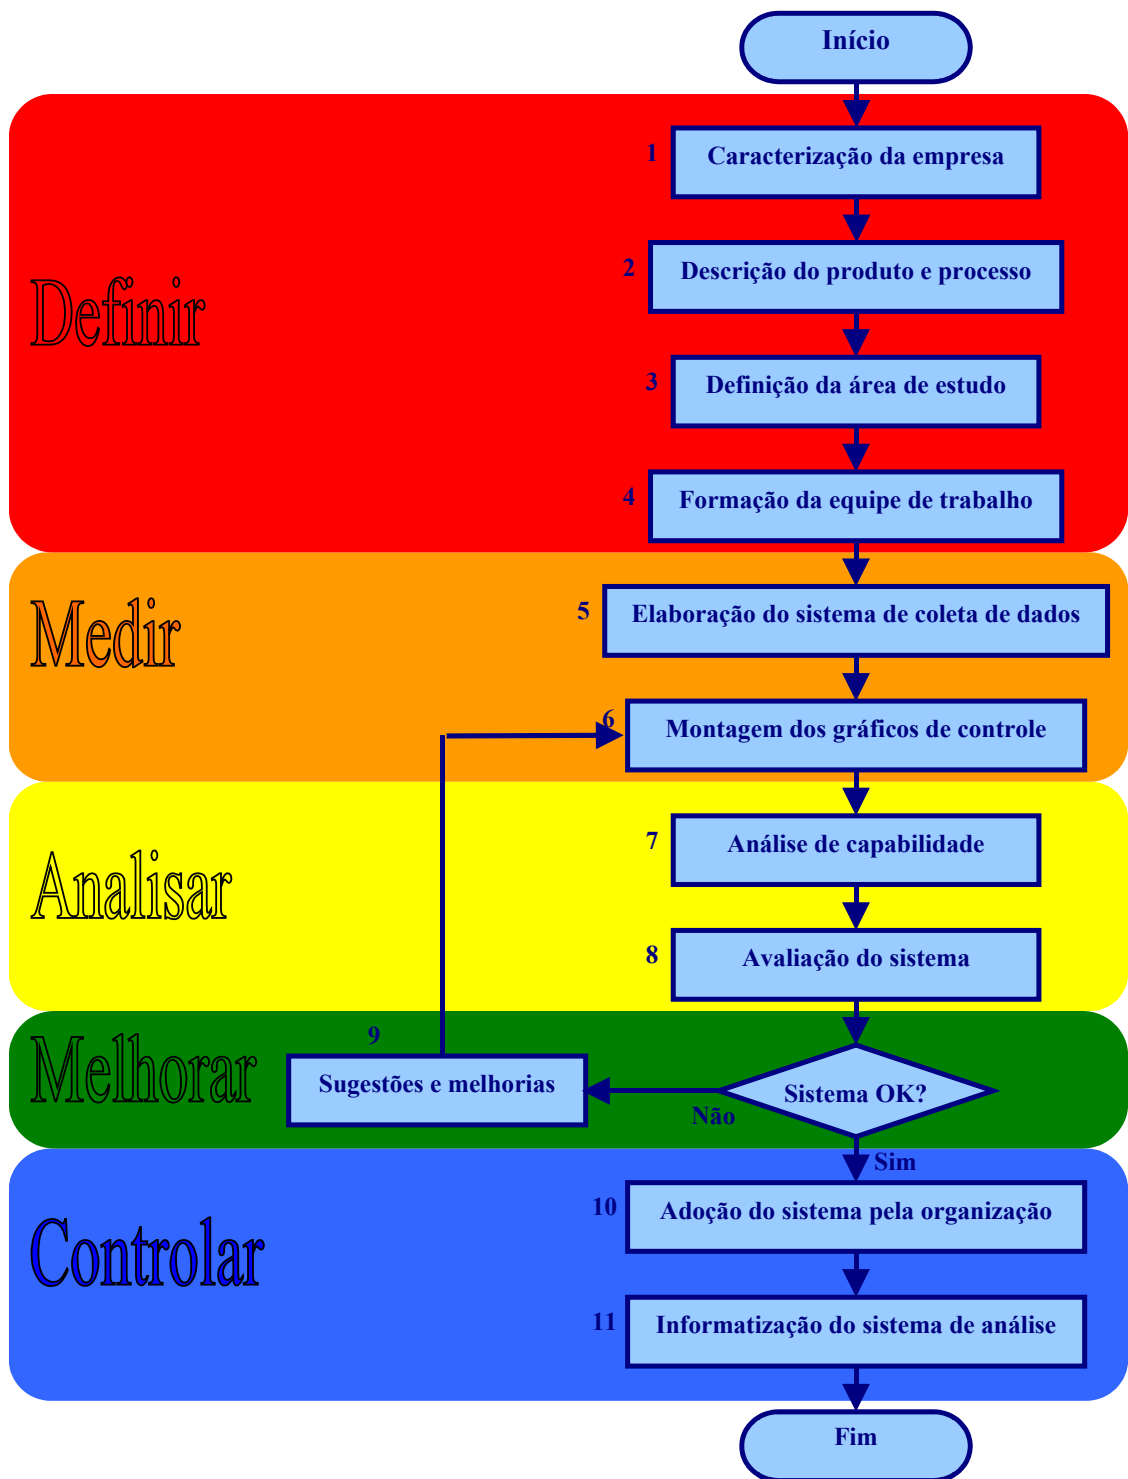 Início
Definir
1 Caracterização da empresa
2 Descrição do produto e processo
3 Definição da área de estudo
4 Formação da equipe de trabalho
Medir
5 Elaboração do sistema de coleta de dados
6 Montagem dos gráficos de controle
Analisar
7 Análise de capabilidade
8 Avaliação do sistema
Melhorar
9
Sugestões e melhorias
Sistema OK?
Não
Sim
Controlar
10 Adoção do sistema pela organização
11 Informatização do sistema de análise
Fim